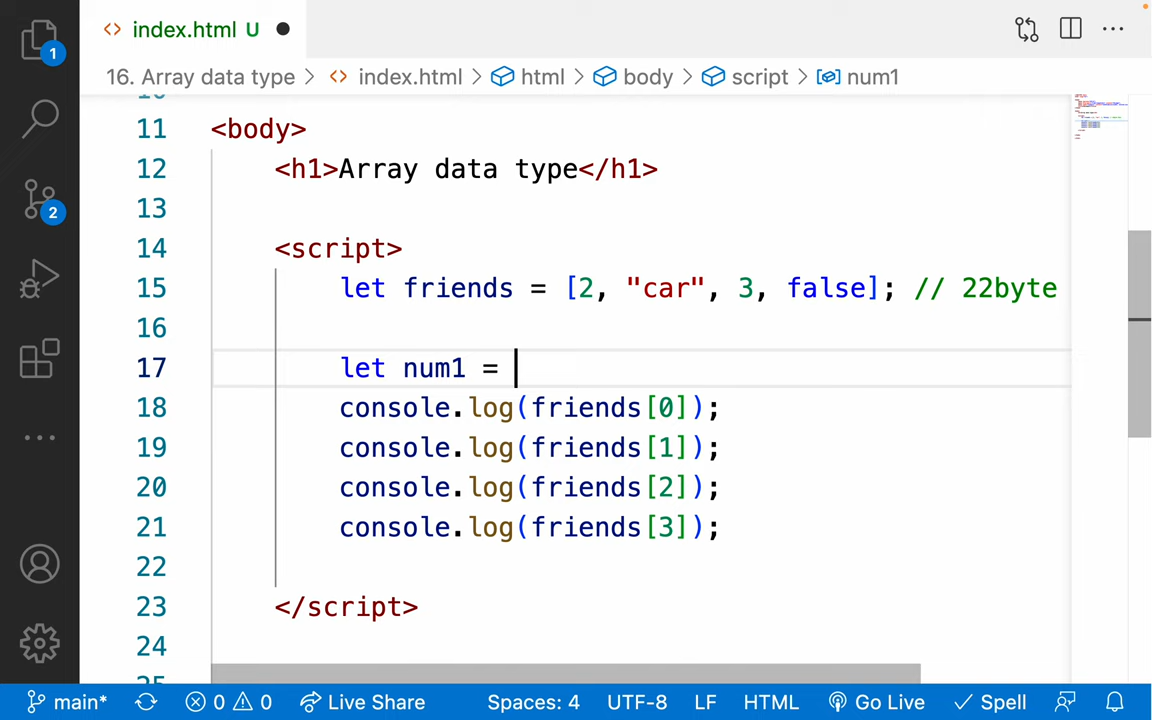 index.html U
16. Array data type > index.html > html > body > script > num1
1
2
11 <body>
12 <h1>Array data type</h1>
13
14 <script>
15 let friends = [2, "car", 3, false]; // 22byte
16
17 let num1 =
18 console.log(friends[0]);
19 console.log(friends[1]);
20 console.log(friends[2]);
21 console.log(friends[3]);
22
23 </script>
24
main* 0 0 Live Share Spaces: 4 UTF-8 LF HTML Go Live Spell